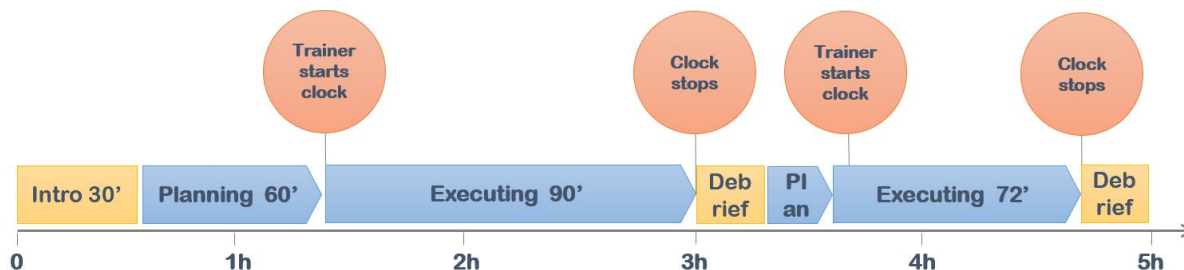 Trainer
starts
clock
Clock
stops
Trainer
starts
clock
Clock
stops
Intro 30’
Planning 60’
Executing 90’
Deb
rief
Pl
an
Executing 72’
Deb
rief
0
1h
2h
3h
4h
5h